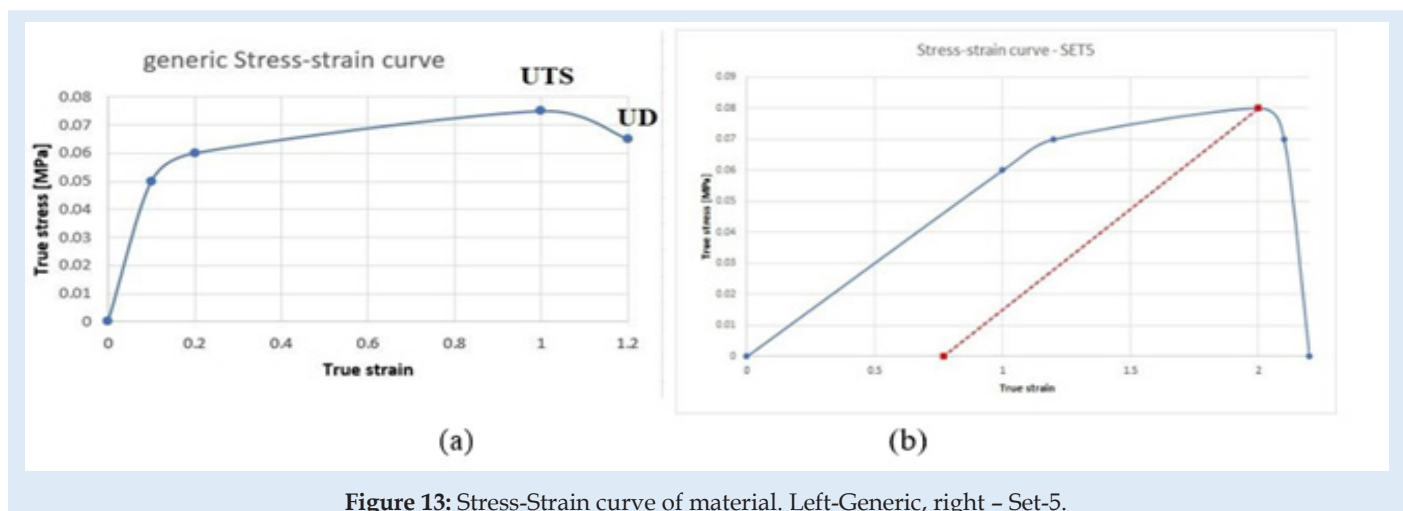 generic Stress-strain curve
UTS
UD
0.08
0.07
0.06
0.05
0.04
0.03
0.02
0.01
0
True stress [MPa]
0 0.2 0.4 0.6 0.8 1 1.2
True strain
(a)
Stress-strain curve - SET5
0.09
0.08
0.07
0.06
0.05
0.04
0.03
0.02
0.01
0
True stress [MPa]
0 0.5 1 1.5 2
True strain
(b)
Figure 13: Stress-Strain curve of material. Left-Generic, right – Set-5.